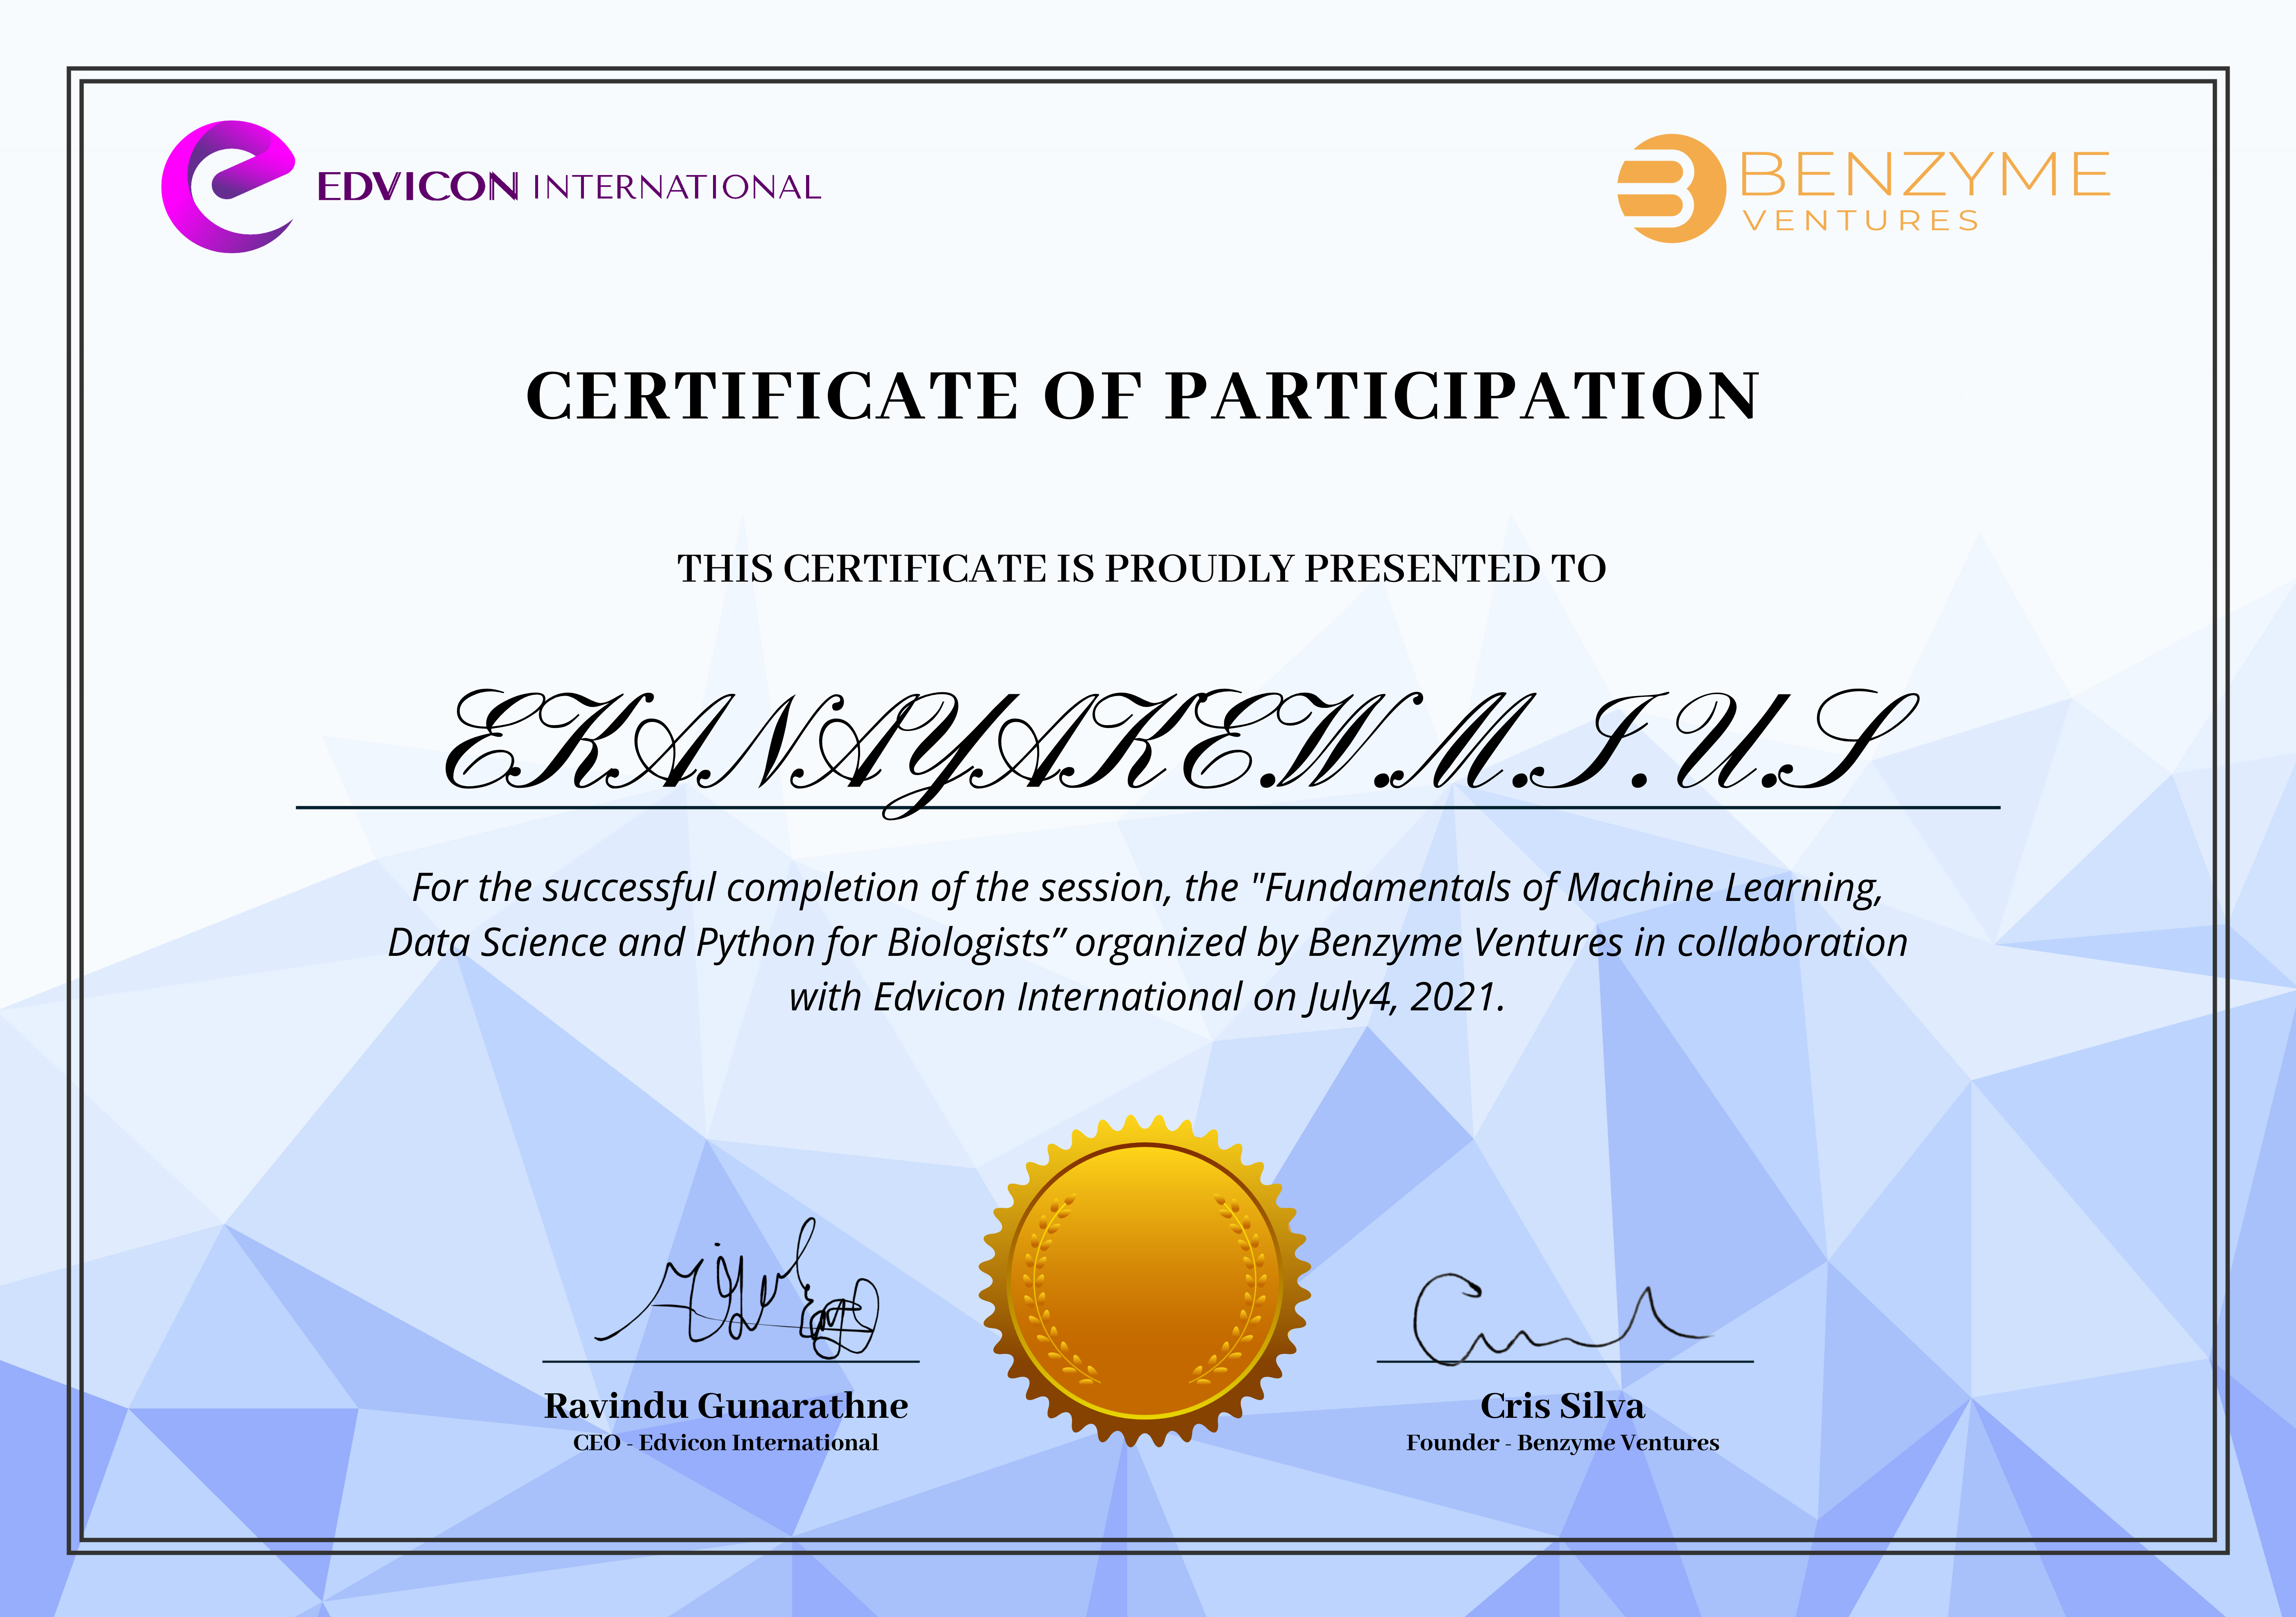 EDVICON INTERNATIONAL
BENZYME
VENTURES
CERTIFICATE OF PARTICIPATION
THIS CERTIFICATE IS PROUDLY PRESENTED TO
EKANAYAKE.W.M.I.U.S
For the successful completion of the session, the "Fundamentals of Machine Learning,
Data Science and Python for Biologists” organized by Benzyme Ventures in collaboration
with Edvicon International on July4, 2021.
Ravindu Gunarathne
CEO - Edvicon International
Cris Silva
Founder - Benzyme Ventures